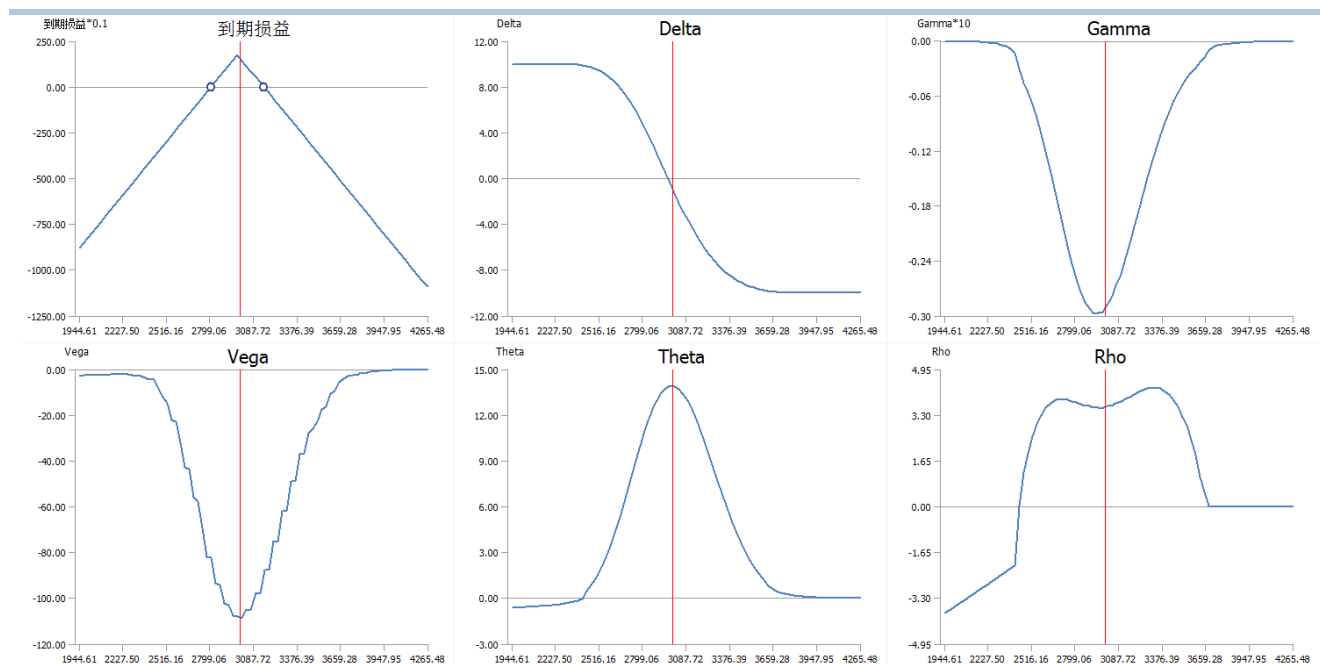 到期损益*0.1
到期损益
250.00
0.00
-250.00
-500.00
-750.00
-1000.00
-1250.00
1944.61 2227.50 2516.16 2799.06 3087.72 3376.39 3659.28 3947.95 4265.48
Delta
Delta
12.00
8.00
4.00
0.00
-4.00
-8.00
-12.00
1944.61 2227.50 2516.16 2799.06 3087.72 3376.39 3659.28 3947.95 4265.48
Gamma*10
Gamma
0.00
-0.06
-0.12
-0.18
-0.24
-0.30
1944.61 2227.50 2516.16 2799.06 3087.72 3376.39 3659.28 3947.95 4265.48
Vega
Vega
0.00
-20.00
-40.00
-60.00
-80.00
-100.00
-120.00
1944.61 2227.50 2516.16 2799.06 3087.72 3376.39 3659.28 3947.95 4265.48
Theta
Theta
15.00
12.00
9.00
6.00
3.00
0.00
-3.00
1944.61 2227.50 2516.16 2799.06 3087.72 3376.39 3659.28 3947.95 4265.48
Rho
Rho
4.95
3.30
1.65
0.00
-1.65
-3.30
-4.95
1944.61 2227.50 2516.16 2799.06 3087.72 3376.39 3659.28 3947.95 4265.48